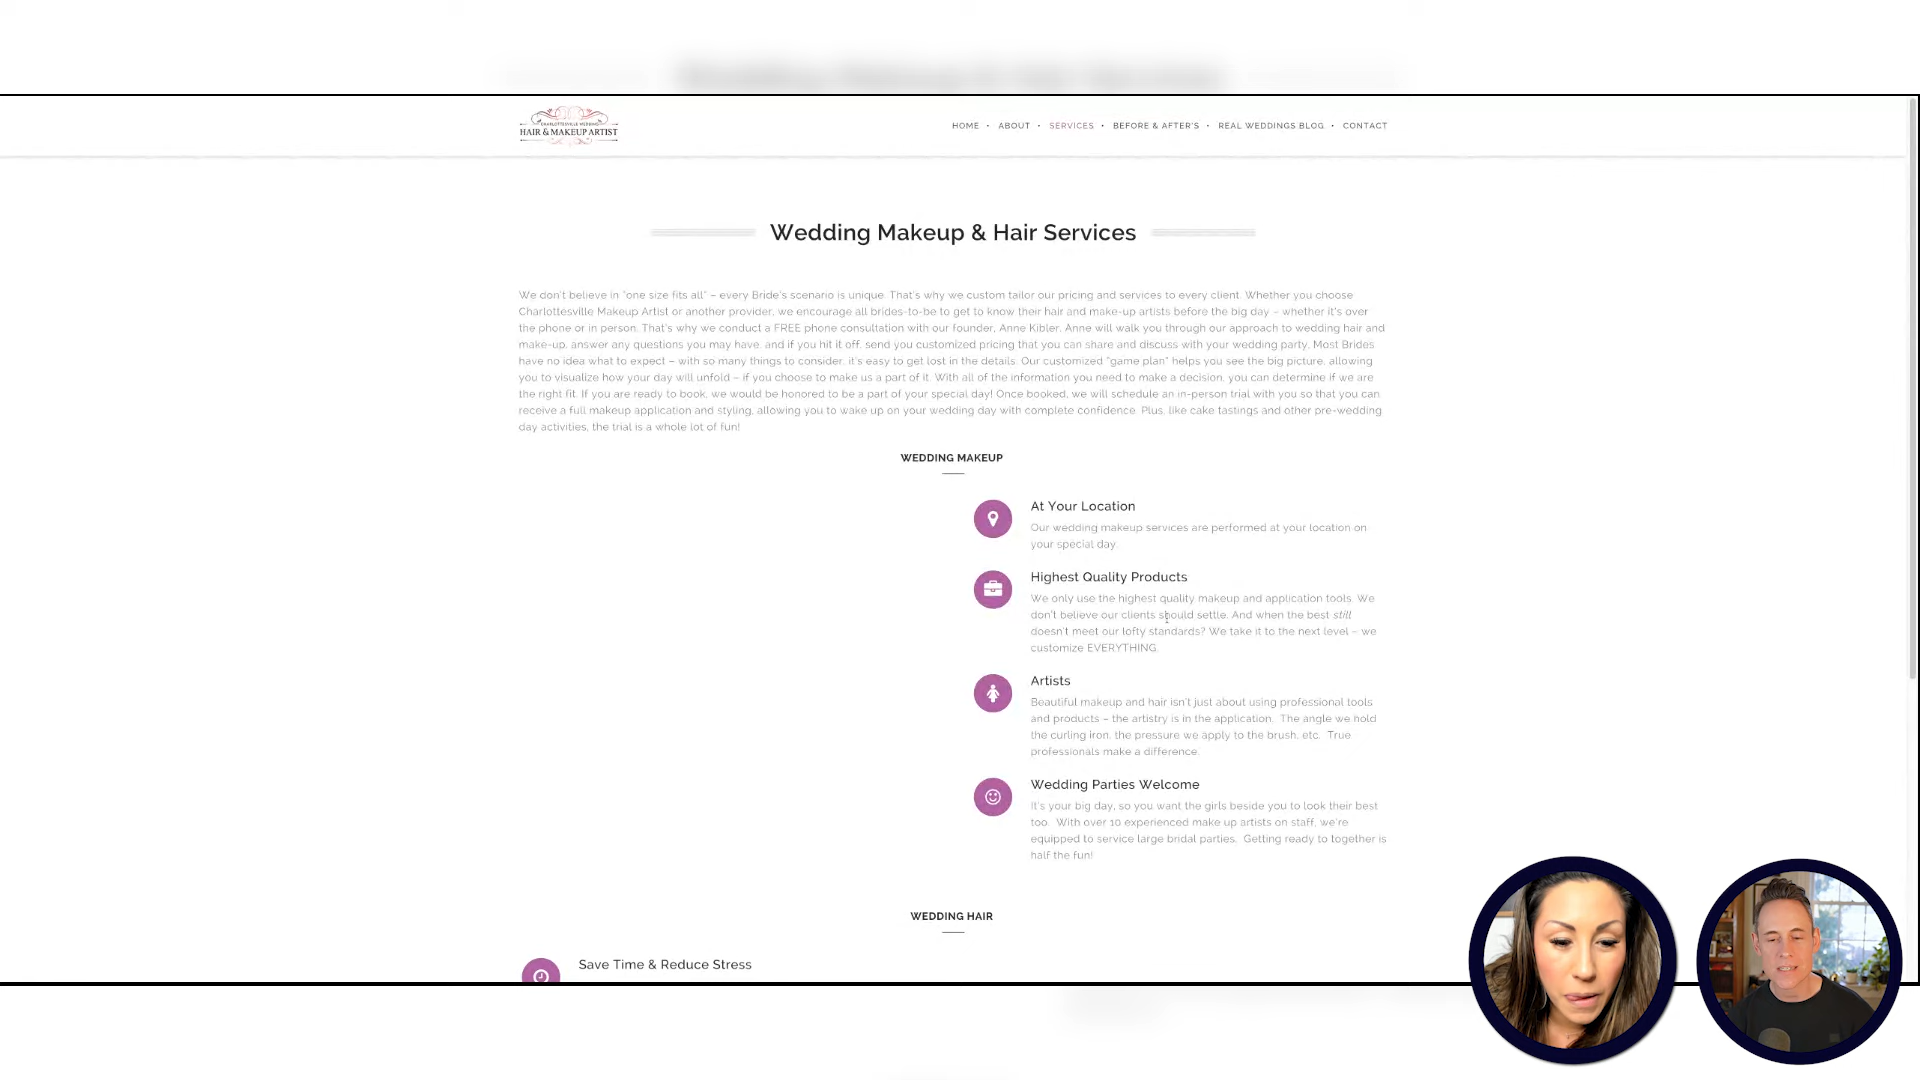 CHARLOTTESVILLE WEDDING
HAIR & MAKEUP ARTIST
HOME • ABOUT • SERVICES • BEFORE & AFTER'S • REAL WEDDINGS BLOG • CONTACT
Wedding Makeup & Hair Services
We don't believe in "one size fits all" – every Bride's scenario is unique. That's why we custom tailor our pricing and services to every client. Whether you choose
Charlottesville Makeup Artist or another provider, we encourage all brides-to-be to get to know their hair and make-up artists before the big day – whether it's over
the phone or in person. That's why we conduct a FREE phone consultation with our founder, Anne Kibler. Anne will walk you through our approach to wedding hair and
make-up, answer any questions you may have, and if you hit it off, send you customized pricing that you can share and discuss with your wedding party. Most Brides
have no idea what to expect – with so many things to consider, it's easy to get lost in the details. Our customized "game plan" helps you see the big picture, allowing
you to visualize how your day will unfold – if you choose to make us a part of it. With all of the information you need to make a decision, you can determine if we are
the right fit. If you are ready to book, we would be honored to be a part of your special day! Once booked, we will schedule an in-person trial with you so that you can
receive a full makeup application and styling, allowing you to wake up on your wedding day with complete confidence. Plus, like cake tastings and other pre-wedding
day activities, the trial is a whole lot of fun!
WEDDING MAKEUP
At Your Location
Our wedding makeup services are performed at your location on
your special day.
Highest Quality Products
We only use the highest quality makeup and application tools. We
don't believe our clients should settle. And when the best still
doesn't meet our lofty standards? We take it to the next level – we
customize EVERYTHING.
Artists
Beautiful makeup and hair isn't just about using professional tools
and products – the artistry is in the application. The angle we hold
the curling iron, the pressure we apply to the brush, etc. True
professionals make a difference.
Wedding Parties Welcome
It's your big day, so you want the girls beside you to look their best
too. With over 10 experienced make up artists on staff, we're
equipped to service large bridal parties. Getting ready to together is
half the fun!
WEDDING HAIR
Save Time & Reduce Stress